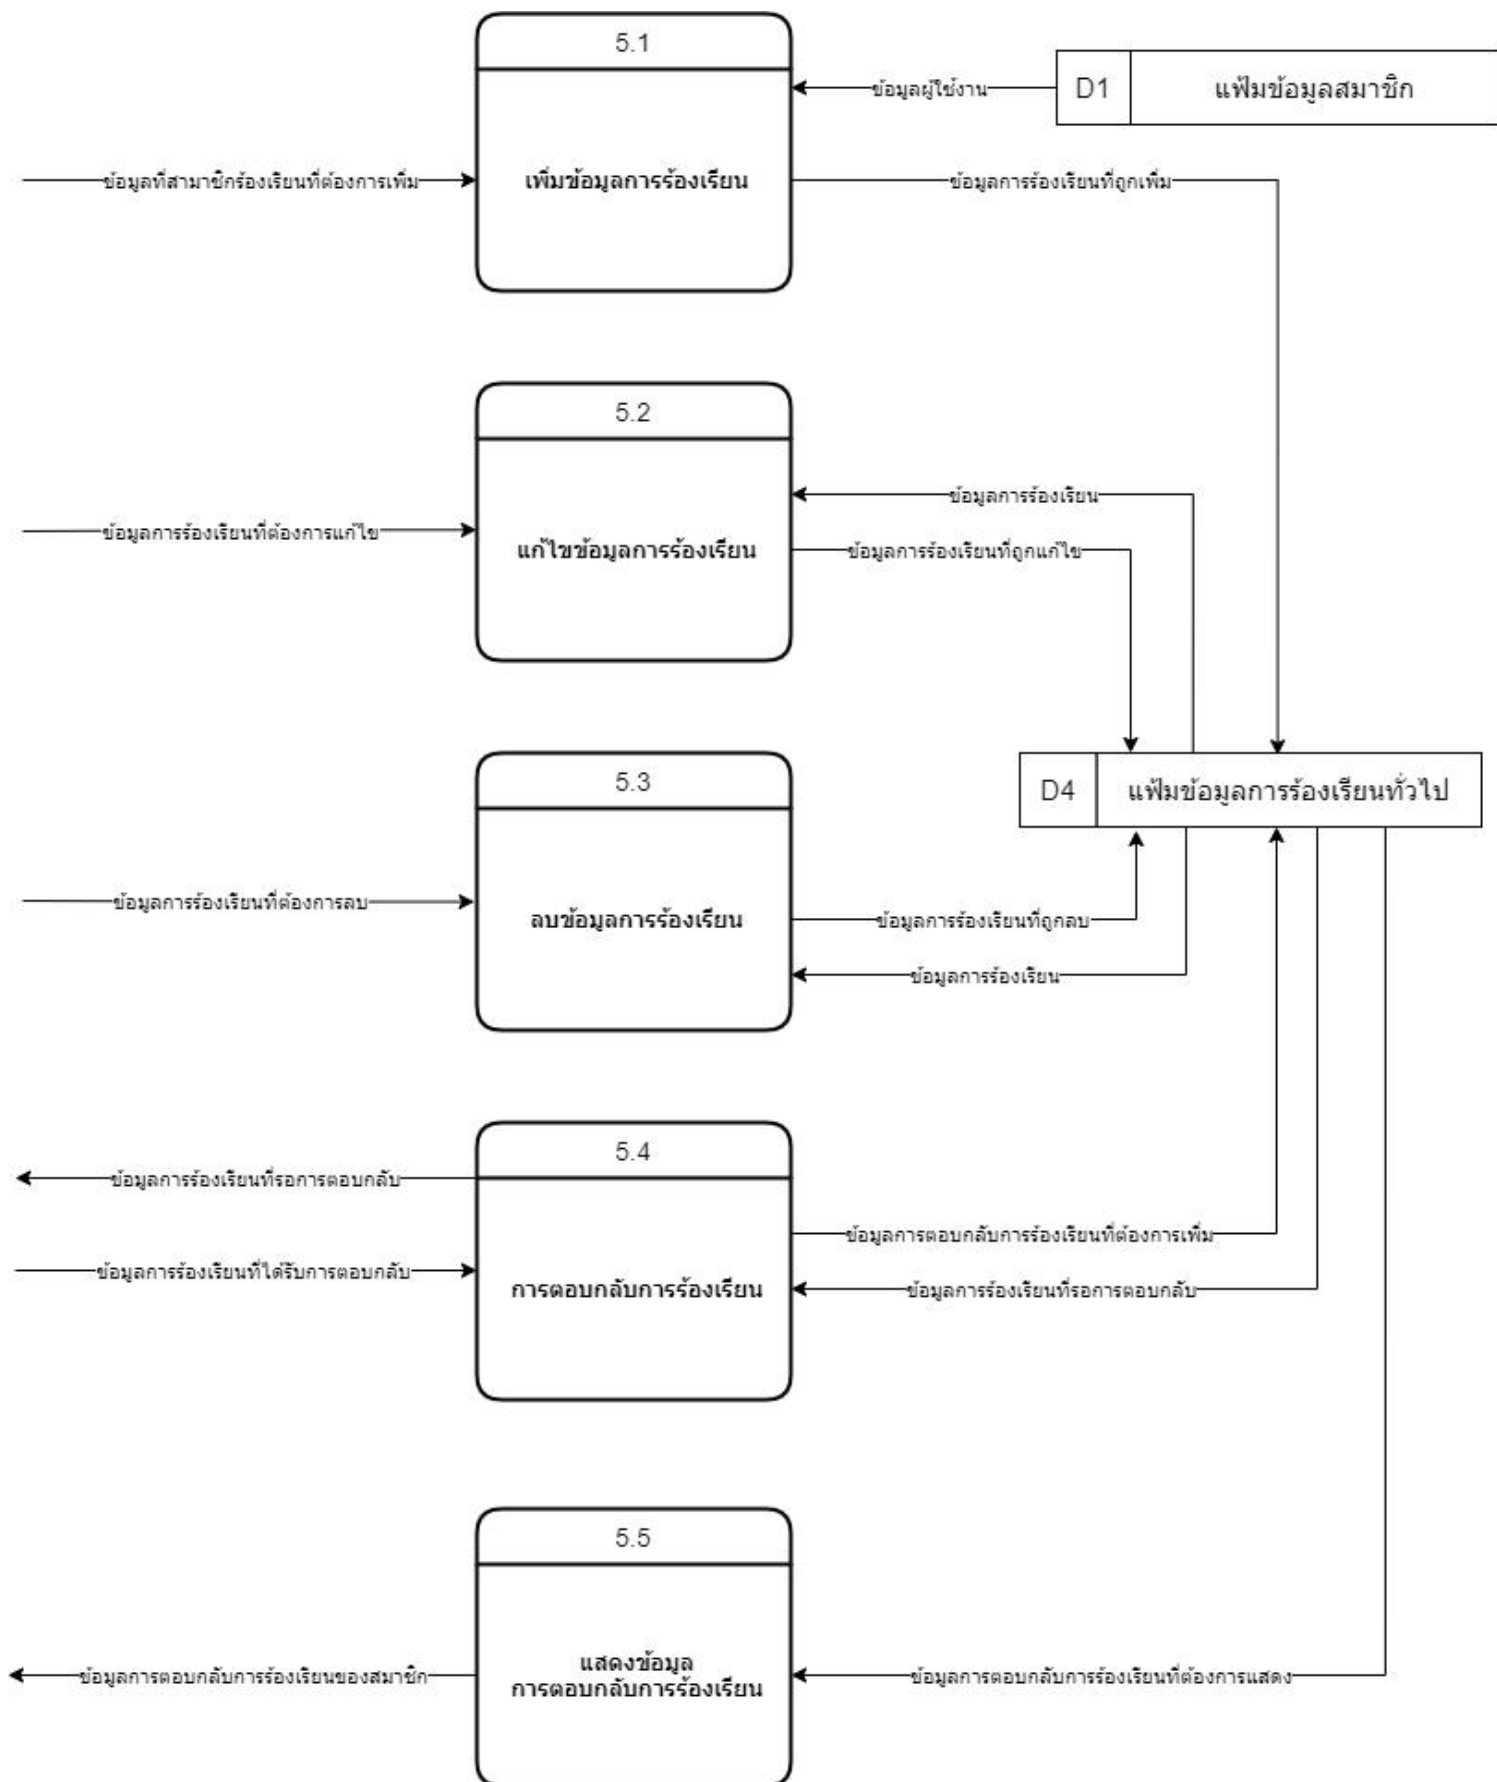 5.1
ข้อมูลผู้ใช้งาน
D1
แฟ้มข้อมูลสมาชิก
ข้อมูลที่สามาชิกร้องเรียนที่ต้องการเพิ่ม
เพิ่มข้อมูลการร้องเรียน
ข้อมูลการร้องเรียนที่ถูกเพิ่ม
5.2
ข้อมูลการร้องเรียน
ข้อมูลการร้องเรียนที่ต้องการแก้ไข
แก้ไขข้อมูลการร้องเรียน
ข้อมูลการร้องเรียนที่ถูกแก้ไข
5.3
D4
แฟ้มข้อมูลการร้องเรียนทั่วไป
ข้อมูลการร้องเรียนที่ต้องการลบ
ลบข้อมูลการร้องเรียน
ข้อมูลการร้องเรียนที่ถูกลบ
ข้อมูลการร้องเรียน
5.4
ข้อมูลการร้องเรียนที่รอการตอบกลับ
ข้อมูลการตอบกลับการร้องเรียนที่ต้องการเพิ่ม
ข้อมูลการร้องเรียนที่ได้รับการตอบกลับ
การตอบกลับการร้องเรียน
ข้อมูลการร้องเรียนที่รอการตอบกลับ
5.5
ข้อมูลการตอบกลับการร้องเรียนของสมาชิก
แสดงข้อมูล
การตอบกลับการร้องเรียน
ข้อมูลการตอบกลับการร้องเรียนที่ต้องการแสดง